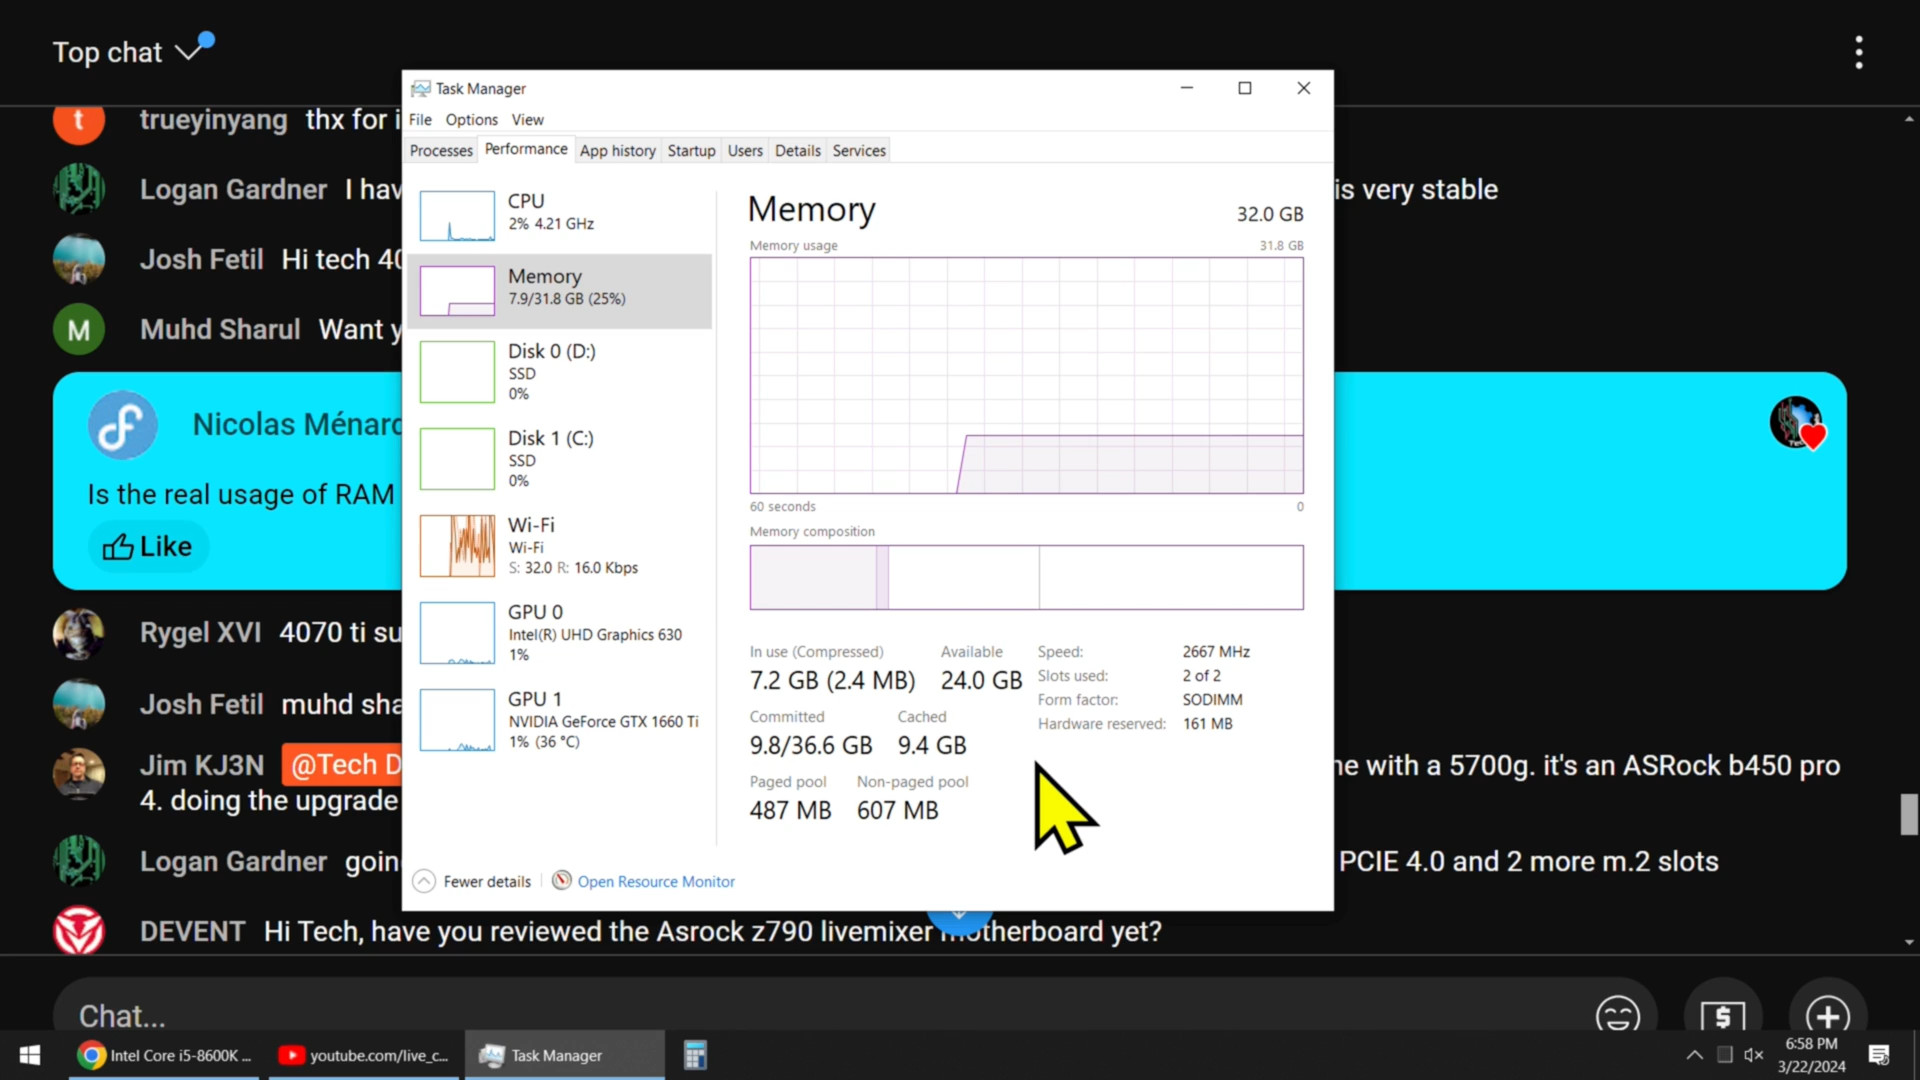 Top chat
trueyinyang thx for i
Logan Gardner I hav
is very stable
Josh Fetil Hi tech 40
M Muhd Sharul Want y
Nicolas Ménard
Is the real usage of RAM
Like
Rygel XVI 4070 ti su
Josh Fetil muhd sha
Jim KJ3N @Tech D
he with a 5700g. it's an ASRock b450 pro
4. doing the upgrade
Logan Gardner goin
PCIE 4.0 and 2 more m.2 slots
DEVENT Hi Tech, have you reviewed the Asrock z790 livemixer motherboard yet?
Chat...
Task Manager
File Options View
Processes Performance App history Startup Users Details Services
CPU
2% 4.21 GHz
Memory
7.9/31.8 GB (25%)
Disk 0 (D:)
SSD
0%
Disk 1 (C:)
SSD
0%
Wi-Fi
Wi-Fi
S: 32.0 R: 16.0 Kbps
GPU 0
Intel(R) UHD Graphics 630
1%
GPU 1
NVIDIA GeForce GTX 1660 Ti
1% (36 °C)
Memory 32.0 GB
Memory usage 31.8 GB
60 seconds 0
Memory composition
In use (Compressed) Available
7.2 GB (2.4 MB) 24.0 GB
Committed Cached
9.8/36.6 GB 9.4 GB
Paged pool Non-paged pool
487 MB 607 MB
Speed: 2667 MHz
Slots used: 2 of 2
Form factor: SODIMM
Hardware reserved: 161 MB
Fewer details Open Resource Monitor
Intel Core i5-8600K ... youtube.com/live_c... Task Manager
6:58 PM
3/22/2024